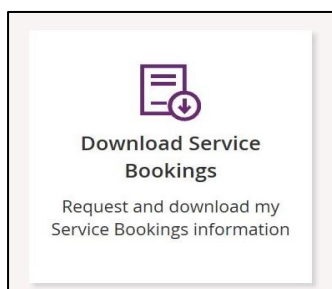 Download Service
Bookings
Request and download my
Service Bookings information